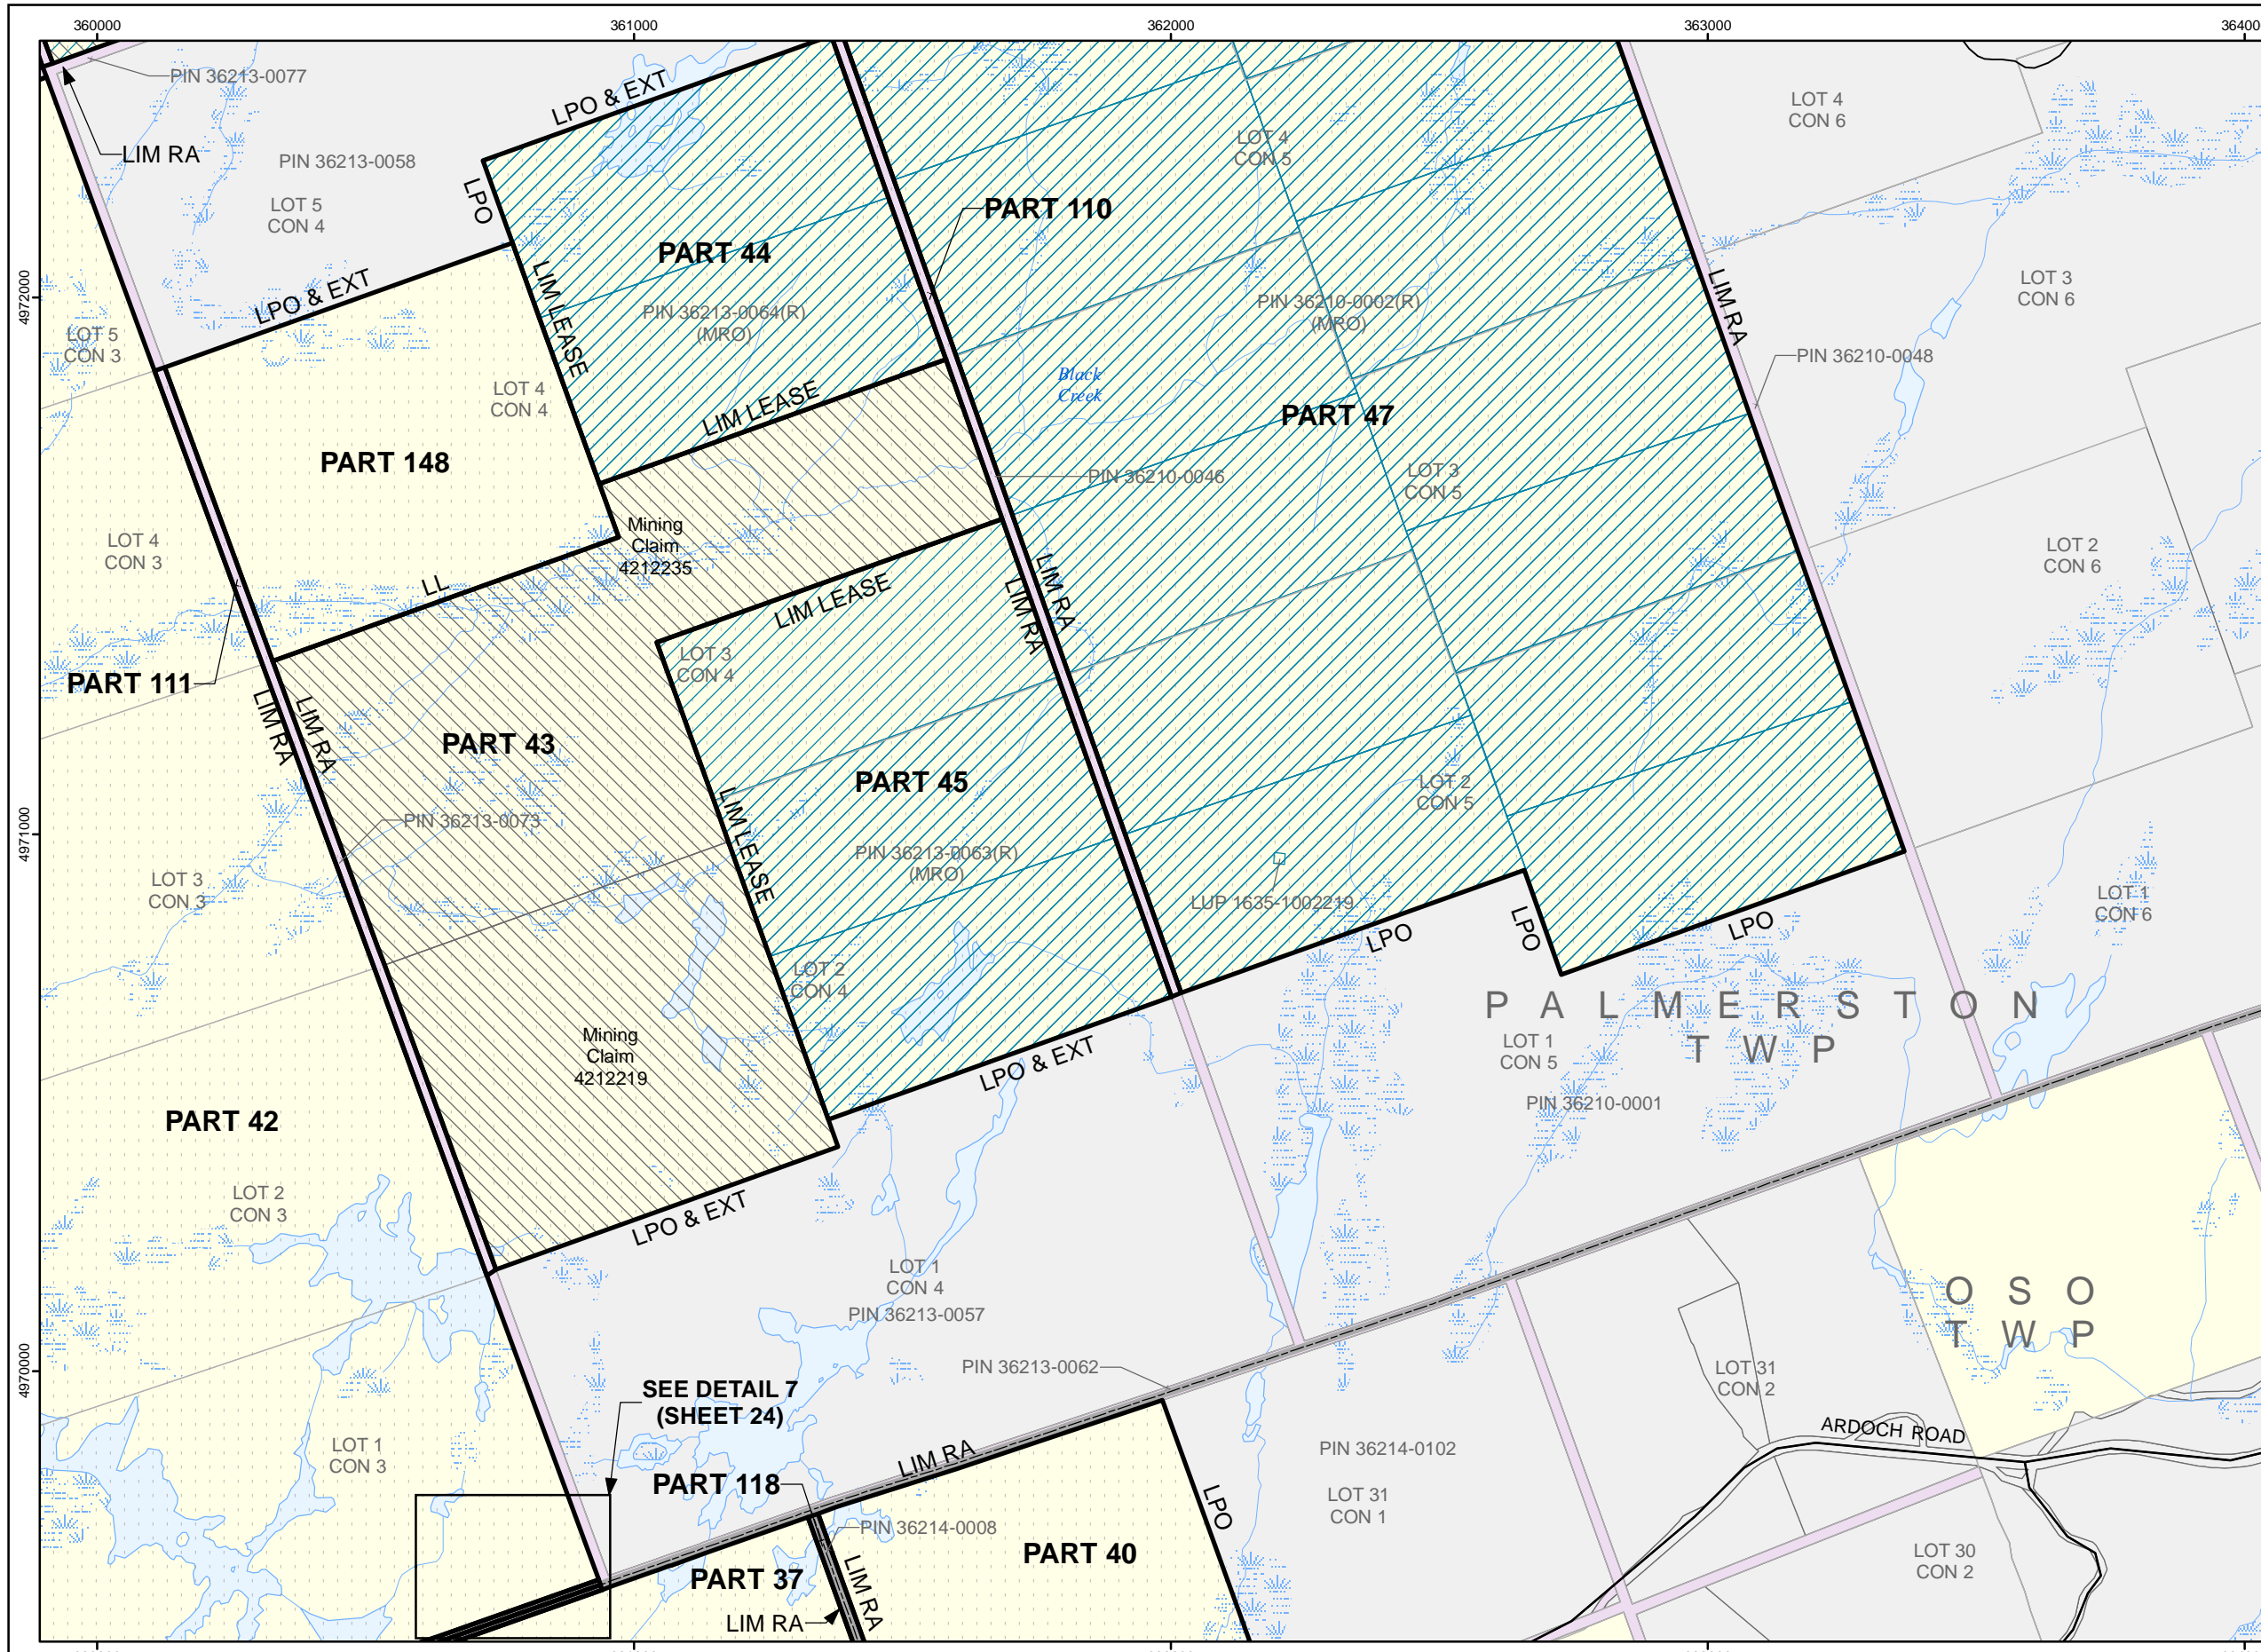 360000
361000
362000
363000
36400
4972000
4971000
4970000
PIN 36213-0077
LIM RA
PIN 36213-0058
LOT 5
CON 4
LPO & EXT
LPO
PART 44
LIM LEASE
PIN 36213-0064(R)
(MRO)
PART 110
LOT 4
CON 5
PIN 36210-0002(R)
(MRO)
LOT 4
CON 6
LOT 3
CON 6
LIM RA
PIN 36210-0048
LPO & EXT
LOT 5
CON 3
LOT 4
CON 4
LIM LEASE
Black
Creek
PART 47
PART 148
PIN 36210-0046
LOT 3
CON 5
Mining
Claim
4212235
LOT 4
CON 3
LL
LIM LEASE
LIM RA
LIM RA
LOT 2
CON 6
PART 111
LIM RA
LIM RA
LOT 3
CON 4
PART 43
PART 45
LIM LEASE
LOT 2
CON 5
PIN 36213-0073
PIN 36213-0063(R)
(MRO)
LUP 1635-1002219
LOT 3
CON 3
LOT 1
CON 6
LPO
LPO
LPO
LOT 2
CON 4
PALMERSTON
TWP
Mining
Claim
4212219
LOT 1
CON 5
LPO & EXT
PIN 36210-0001
PART 42
LOT 2
CON 3
LPO & EXT
LOT 1
CON 4
PIN 36213-0057
OSO
TWP
PIN 36213-0062
LOT 31
CON 2
SEE DETAIL 7
(SHEET 24)
ARDOCH ROAD
LOT 1
CON 3
LIM RA
PIN 36214-0102
PART 118
LPO
LOT 31
CON 1
PIN 36214-0008
PART 40
PART 37
LIM RA
LIM RA
LOT 30
CON 2